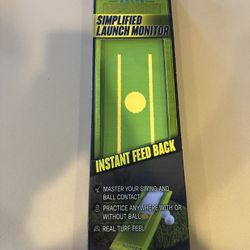 SIMPLIFIED
LAUNCH MONITOR
INSTANT FEED BACK
MASTER YOUR SWING AND
BALL CONTACT
PRACTICE ANYWHERE WITH OR
WITHOUT BALL
REAL TURF FEEL